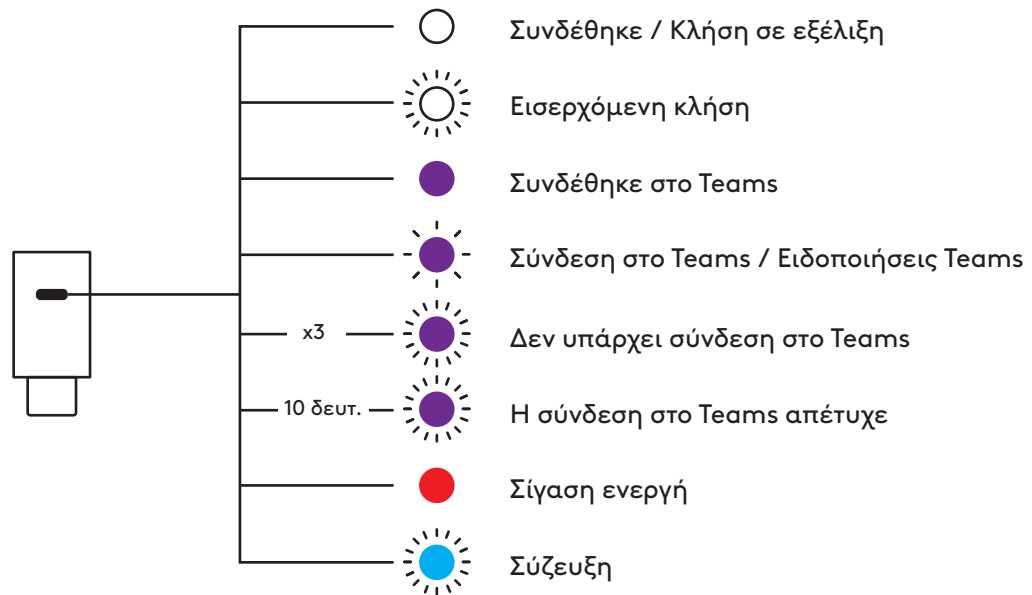 Συνδέθηκε / Κλήση σε εξέλιξη
Εισερχόμενη κλήση
Συνδέθηκε στο Teams
Σύνδεση στο Teams / Ειδοποιήσεις Teams
x3 Δεν υπάρχει σύνδεση στο Teams
10 δευτ. Η σύνδεση στο Teams απέτυχε
Σίγαση ενεργή
Σύζευξη